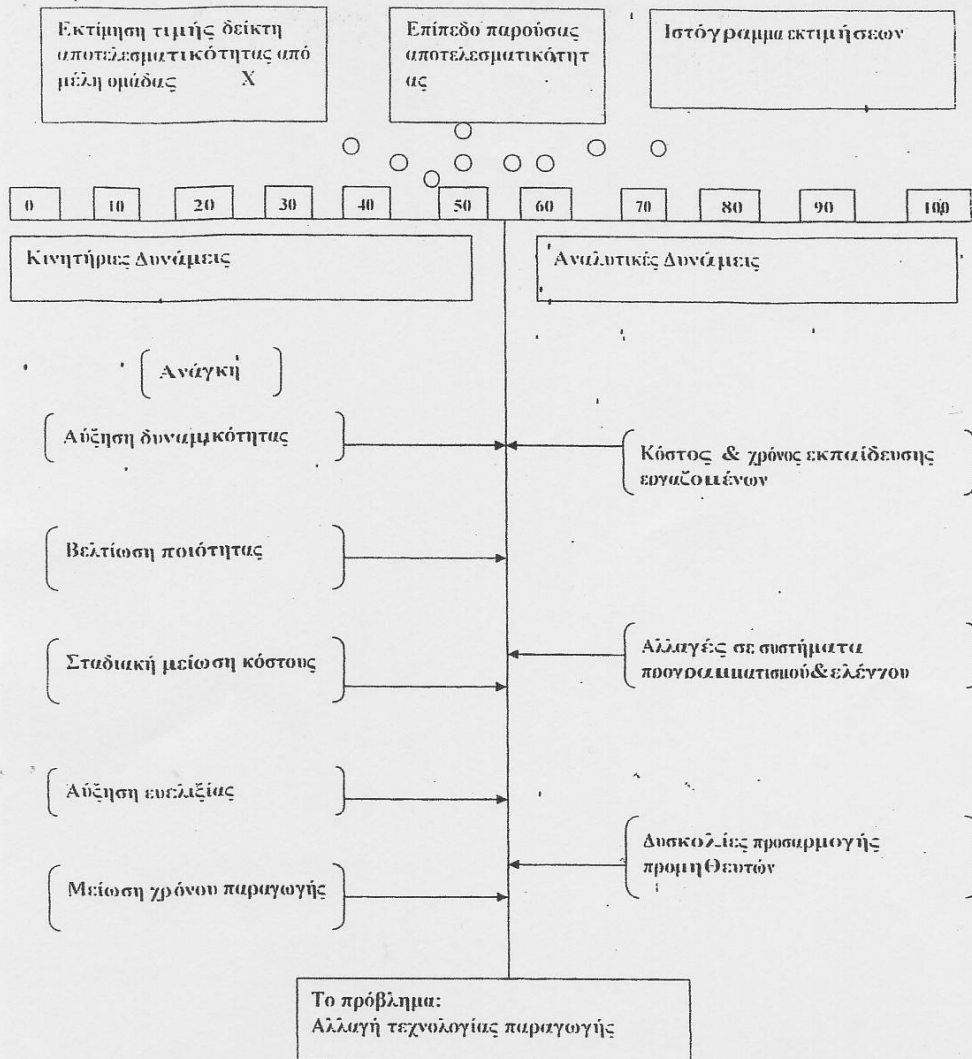 Εκτίμηση τιμής δείκτη
αποτελεσματικότητας από
μέλη ομάδας Χ
Επίπεδο παρούσας
αποτελεσματικότητ
ας
Ιστόγραμμα εκτιμήσεων
0 10 20 30 40 50 60 70 80 90 100
Κινητήριες Δυνάμεις
Αναλυτικές Δυνάμεις
Ανάγκη
Αύξηση δυναμικότητας
Κόστος & χρόνος εκπαίδευσης
εργαζομένων
Βελτίωση ποιότητας
Σταδιακή μείωση κόστους
Αλλαγές σε συστήματα
προγραμματισμού&ελέγχου
Αύξηση ευελιξίας
Δυσκολίες προσαρμογής
προμηθευτών
Μείωση χρόνου παραγωγής
Το πρόβλημα:
Αλλαγή τεχνολογίας παραγωγής